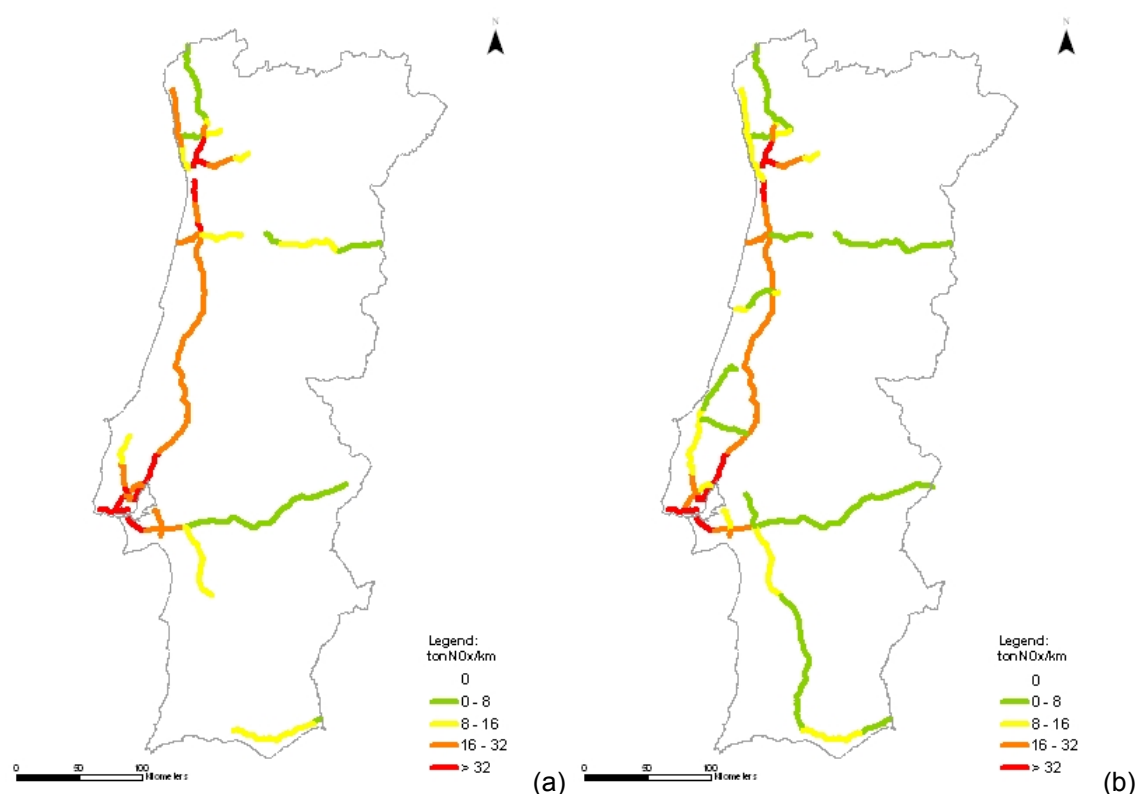 N
Legend:
ton NOx/km
0
0 - 8
8 - 16
16 - 32
> 32
0 50 100
Kilometers
(a)
N
Legend:
ton NOx/km
0
0 - 8
8 - 16
16 - 32
> 32
0 50 100
Kilometers
(b)